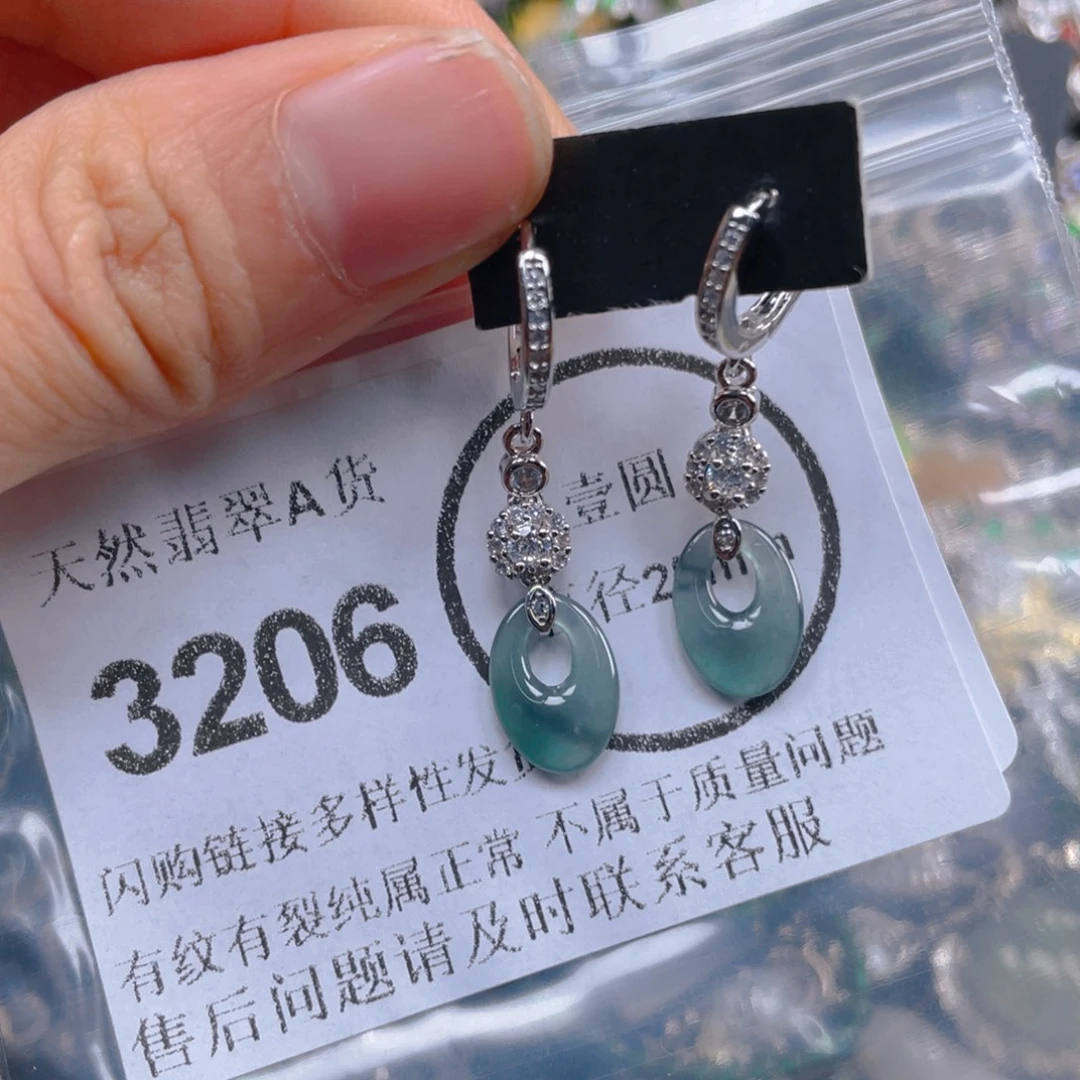 天然翡翠A货
壹圆
3206
径2
闪购链接多样性发
有纹有裂纯属正常 不属于质量问题
售后问题请及时联系客服